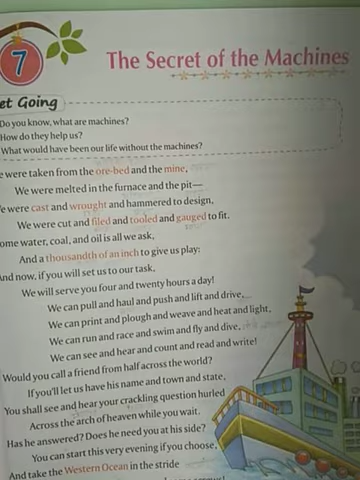 7
The Secret of the Machines
et Going
Do you know, what are machines?
How do they help us?
What would have been our life without the machines?
e were taken from the ore-bed and the mine,
We were melted in the furnace and the pit—
e were cast and wrought and hammered to design,
We were cut and filed and tooled and gauged to fit.
ome water, coal, and oil is all we ask,
And a thousandth of an inch to give us play:
And now, if you will set us to our task,
We will serve you four and twenty hours a day!
We can pull and haul and push and lift and drive,
We can print and plough and weave and heat and light,
We can run and race and swim and fly and dive,
We can see and hear and count and read and write!
Would you call a friend from half across the world?
If you'll let us have his name and town and state,
You shall see and hear your crackling question hurled
Across the arch of heaven while you wait.
Has he answered? Does he need you at his side?
You can start this very evening if you choose,
And take the Western Ocean in the stride